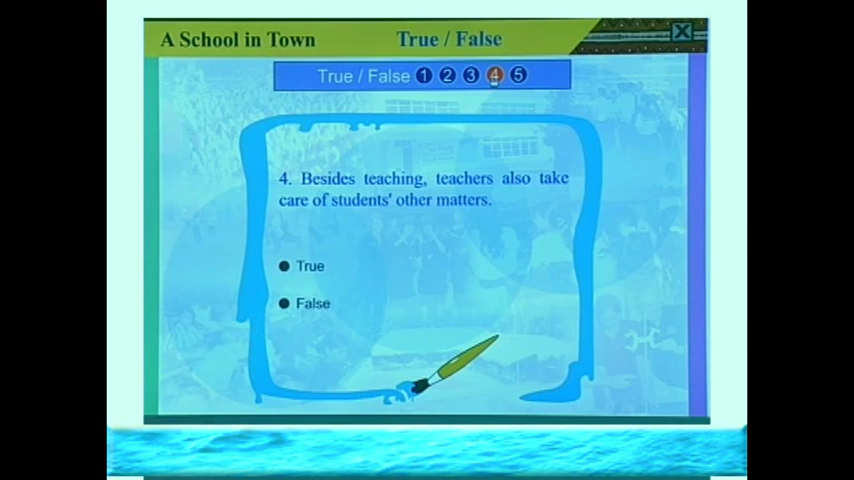 A School in Town
True / False
True / False 1 2 3 4 5
4. Besides teaching, teachers also take
care of students' other matters.
True
False